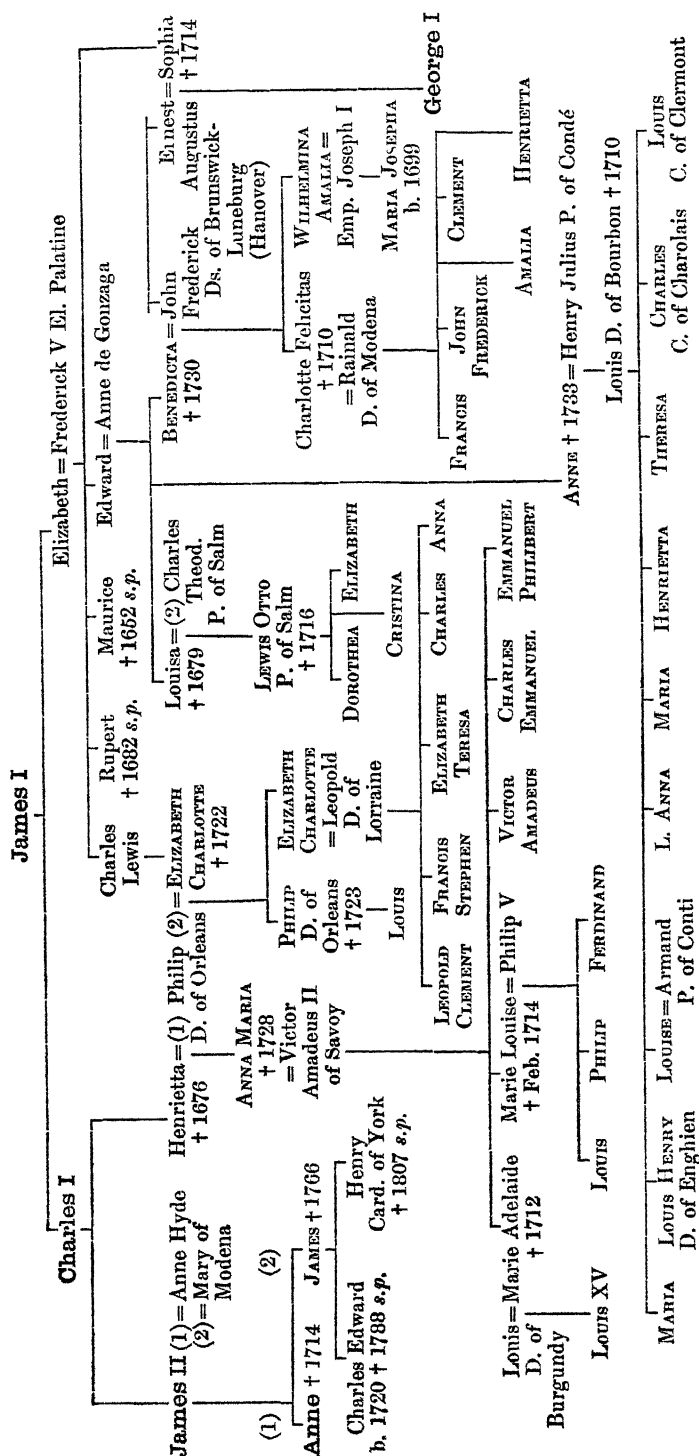 James I
Charles I
Elizabeth = Frederick V El. Palatine
James II (1) = Anne Hyde
(2) = Mary of
Modena
Henrietta = (1) Philip (2) = ELIZABETH
† 1676
D. of Orleans
CHARLOTTE
† 1722
Charles
Lewis
Rupert
† 1682 s.p.
Maurice
† 1652 s.p.
Edward = Anne de Gonzaga
Ernest = Sophia
Augustus
† 1714
(1)
(2)
Anne † 1714
JAMES † 1766
Charles Edward
b. 1720 † 1788 s.p.
Henry
Card. of York
† 1807 s.p.
ANNA MARIA
† 1728
= Victor
Amadeus II
of Savoy
PHILIP
D. of
Orleans
† 1723
LOUIS
ELIZABETH
CHARLOTTE
= Leopold
D. of
Lorraine
Louisa = (2) Charles
† 1679
Theod.
P. of Salm
LEWIS OTTO
P. of Salm
† 1716
DOROTHEA
ELIZABETH
CRISTINA
BENEDICTA = John
† 1730
Frederick
Ds. of Brunswick-
Luneburg
(Hanover)
George I
Charlotte Felicitas
† 1710
= Rainald
D. of Modena
WILHELMINA
AMALIA =
Emp. Joseph I
MARIA JOSEPHA
b. 1699
LEOPOLD
CLEMENT
FRANCIS
STEPHEN
ELIZABETH
TERESA
CHARLES
ANNA
FRANCIS
JOHN
FREDERICK
AMALIA
CLEMENT
HENRIETTA
Louis = Marie Adelaide
D. of
Burgundy
† 1712
Marie Louise = Philip V
† Feb. 1714
VICTOR
AMADEUS
CHARLES
EMMANUEL
EMMANUEL
PHILIBERT
ANNE † 1733 = Henry Julius P. of Condé
LOUIS XV
LOUIS
PHILIP
FERDINAND
Louis D. of Bourbon † 1710
MARIA
LOUIS HENRY
D. of Enghien
LOUISE = Armand
P. of Conti
L. ANNA
MARIA
HENRIETTA
THERESA
CHARLES
C. of Charolais
LOUIS
C. of Clermont